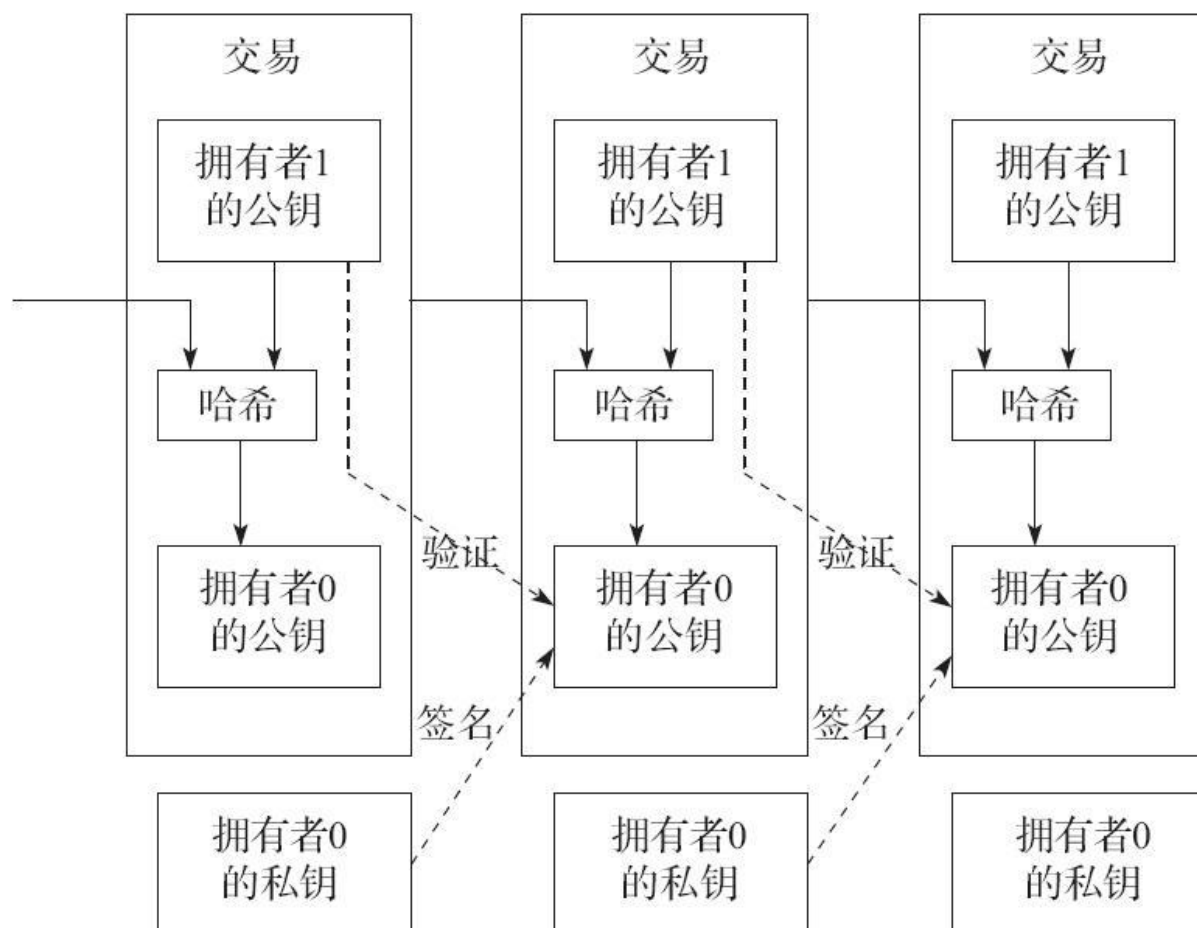 交易
交易
交易
拥有者1
的公钥
拥有者1
的公钥
拥有者1
的公钥
哈希
哈希
哈希
验证
验证
拥有者0
的公钥
拥有者0
的公钥
拥有者0
的公钥
签名
签名
拥有者0
的私钥
拥有者0
的私钥
拥有者0
的私钥